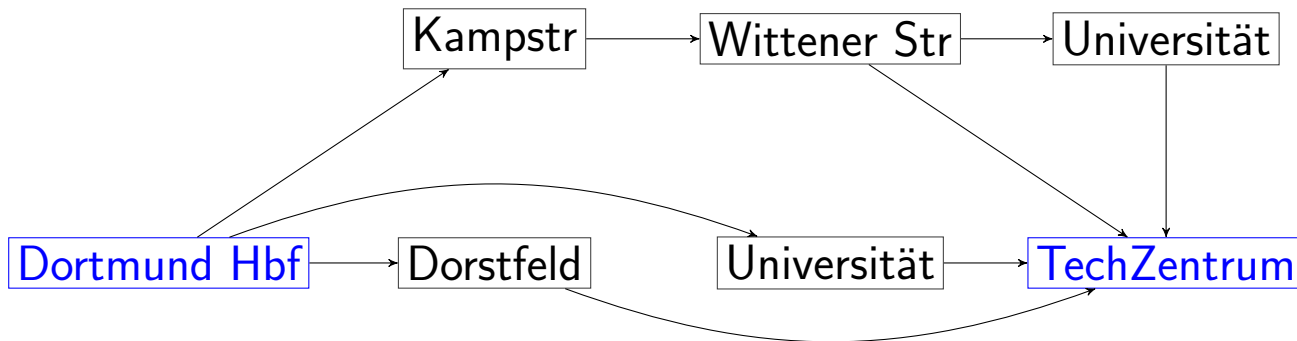 Kampstr
Wittener Str
Universität
Dortmund Hbf
Dorstfeld
Universität
TechZentrum